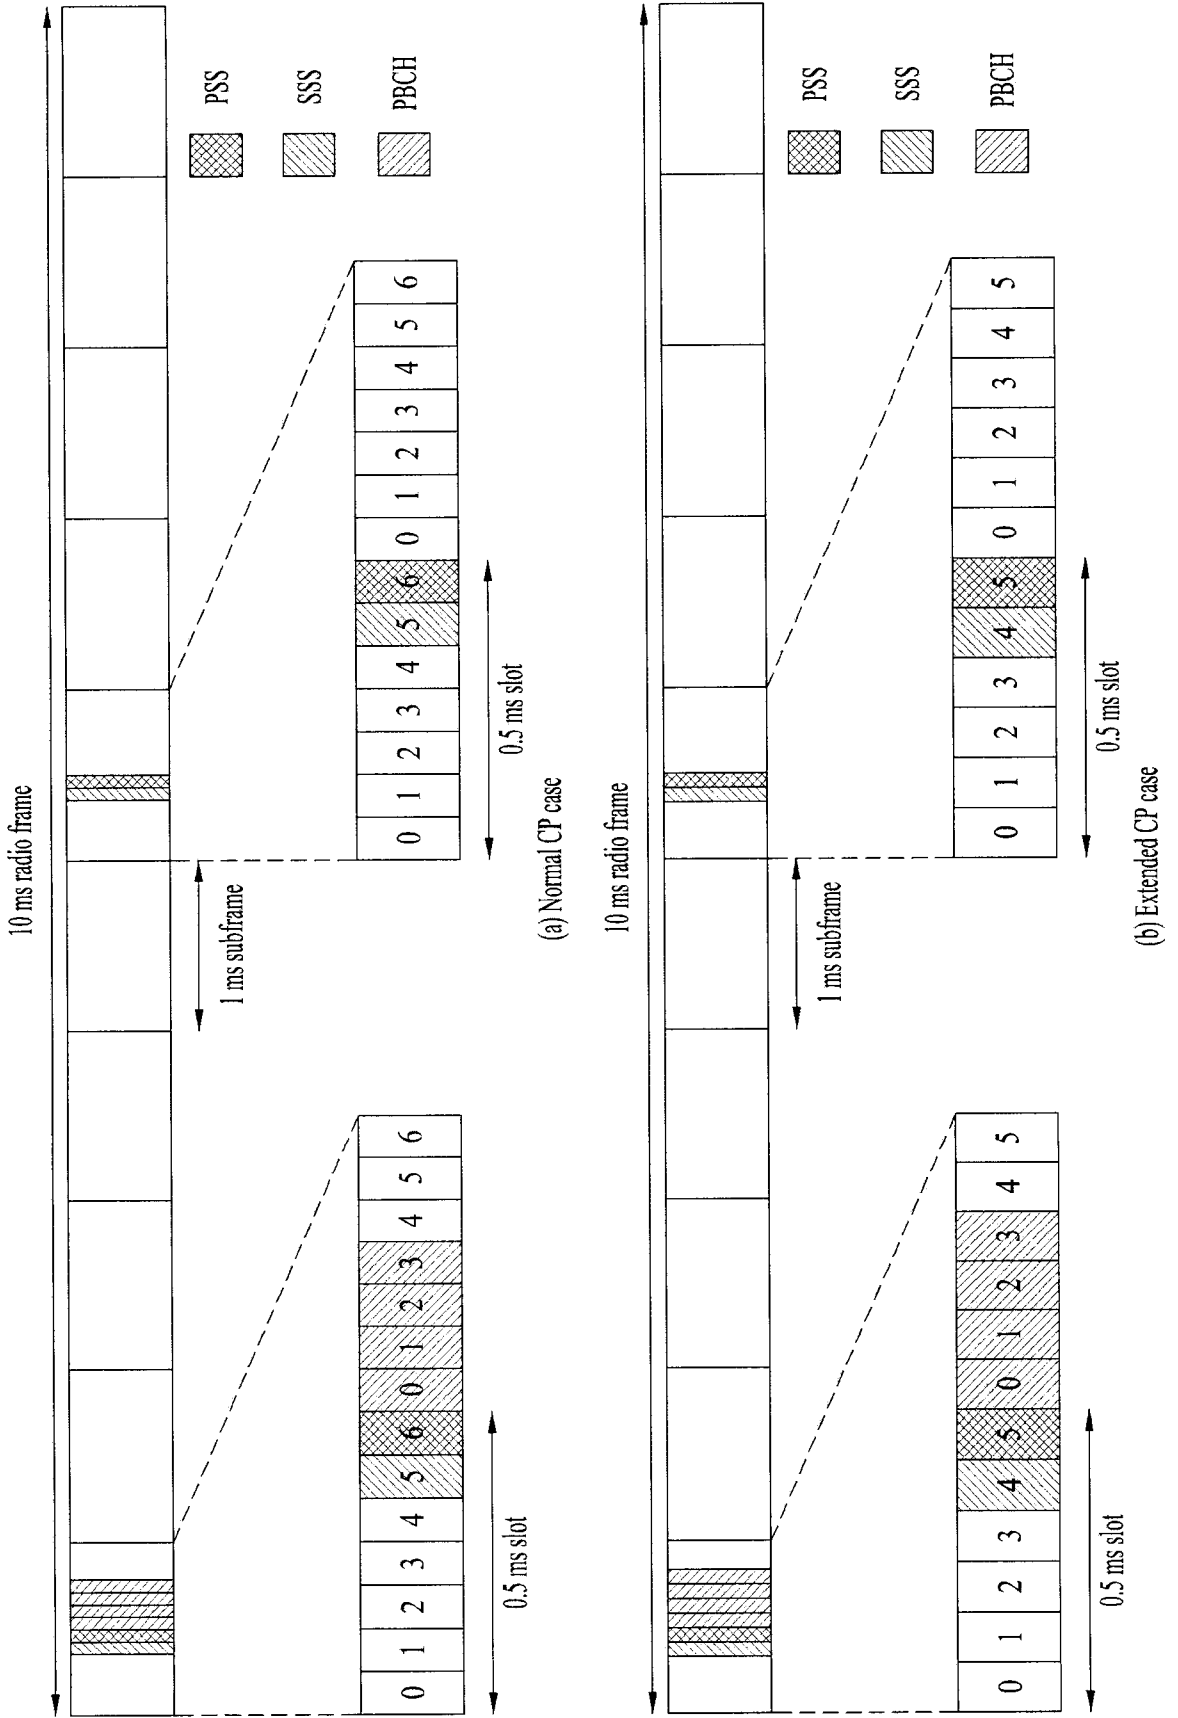 10 ms radio frame
0 1 2 3 4 5 6 0 1 2 3 4 5 6
0.5 ms slot
1 ms subframe
0 1 2 3 4 5 6 0 1 2 3 4 5 6
0.5 ms slot
PSS
SSS
PBCH
(a) Normal CP case
10 ms radio frame
0 1 2 3 4 5 0 1 2 3 4 5
0.5 ms slot
1 ms subframe
0 1 2 3 4 5 0 1 2 3 4 5
0.5 ms slot
PSS
SSS
PBCH
(b) Extended CP case